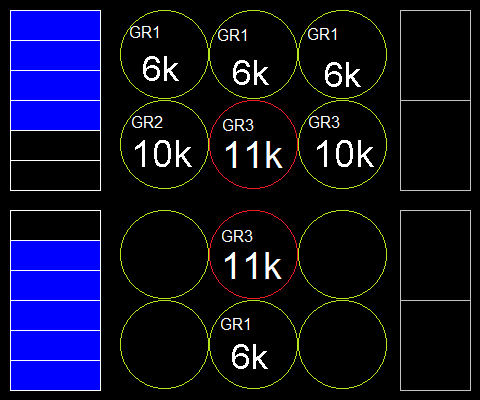 GR1 GR1 GR1
6k 6k 6k
GR2 GR3 GR3
10k 11k 10k
GR3
11k
GR1
6k